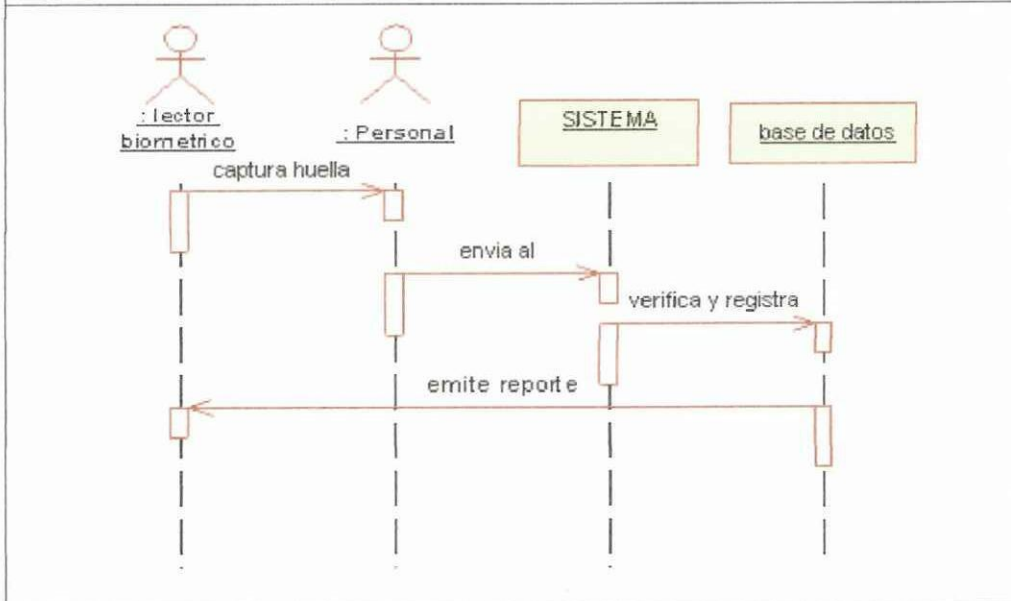 : lector
biometrico
: Personal
SISTEMA
base de datos
captura huella
envia al
verifica y registra
emite reporte